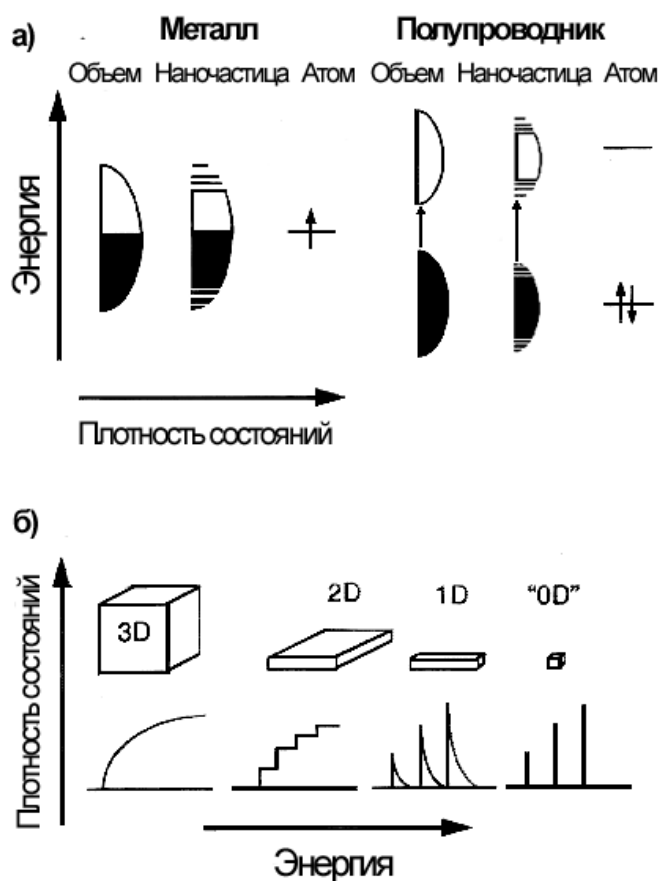 а)
Металл Полупроводник
Объем Наночастица Атом Объем Наночастица Атом
Энергия
Плотность состояний
б)
Плотность состояний
2D 1D "0D"
3D
Энергия